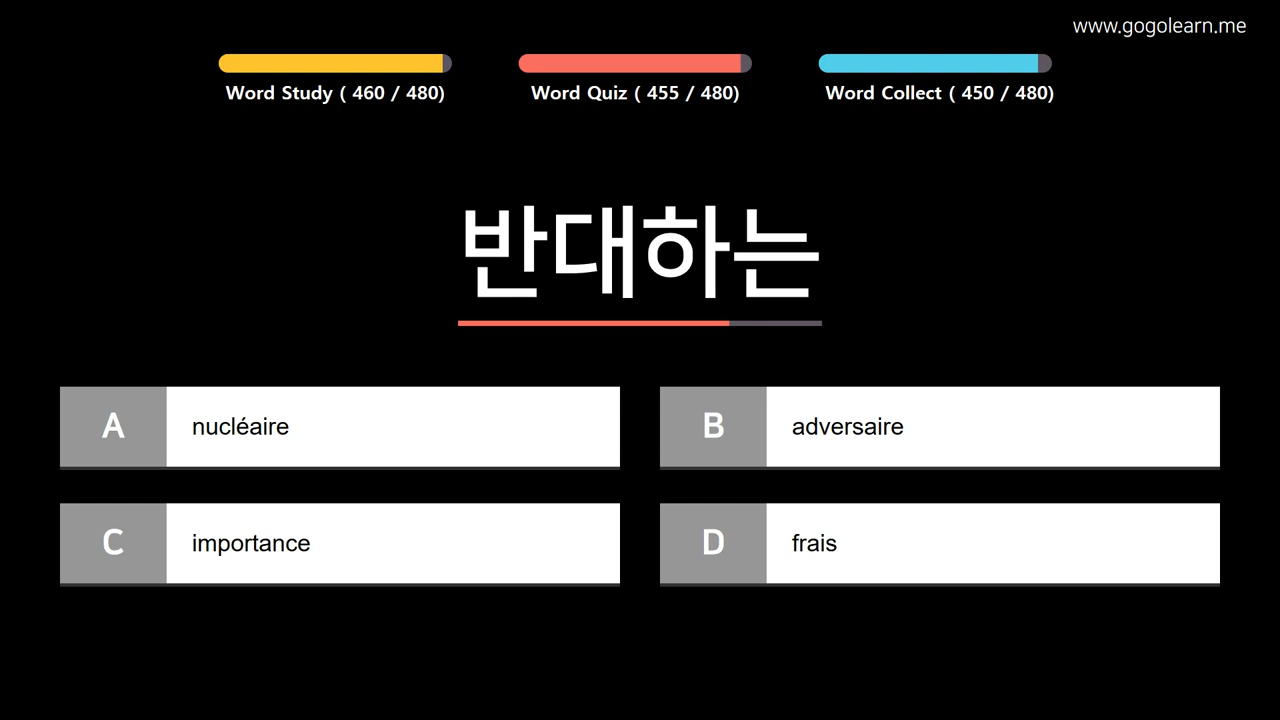 www.gogolearn.me
Word Study ( 460 / 480)
Word Quiz ( 455 / 480)
Word Collect ( 450 / 480)
반대하는
A nucléaire
B adversaire
C importance
D frais